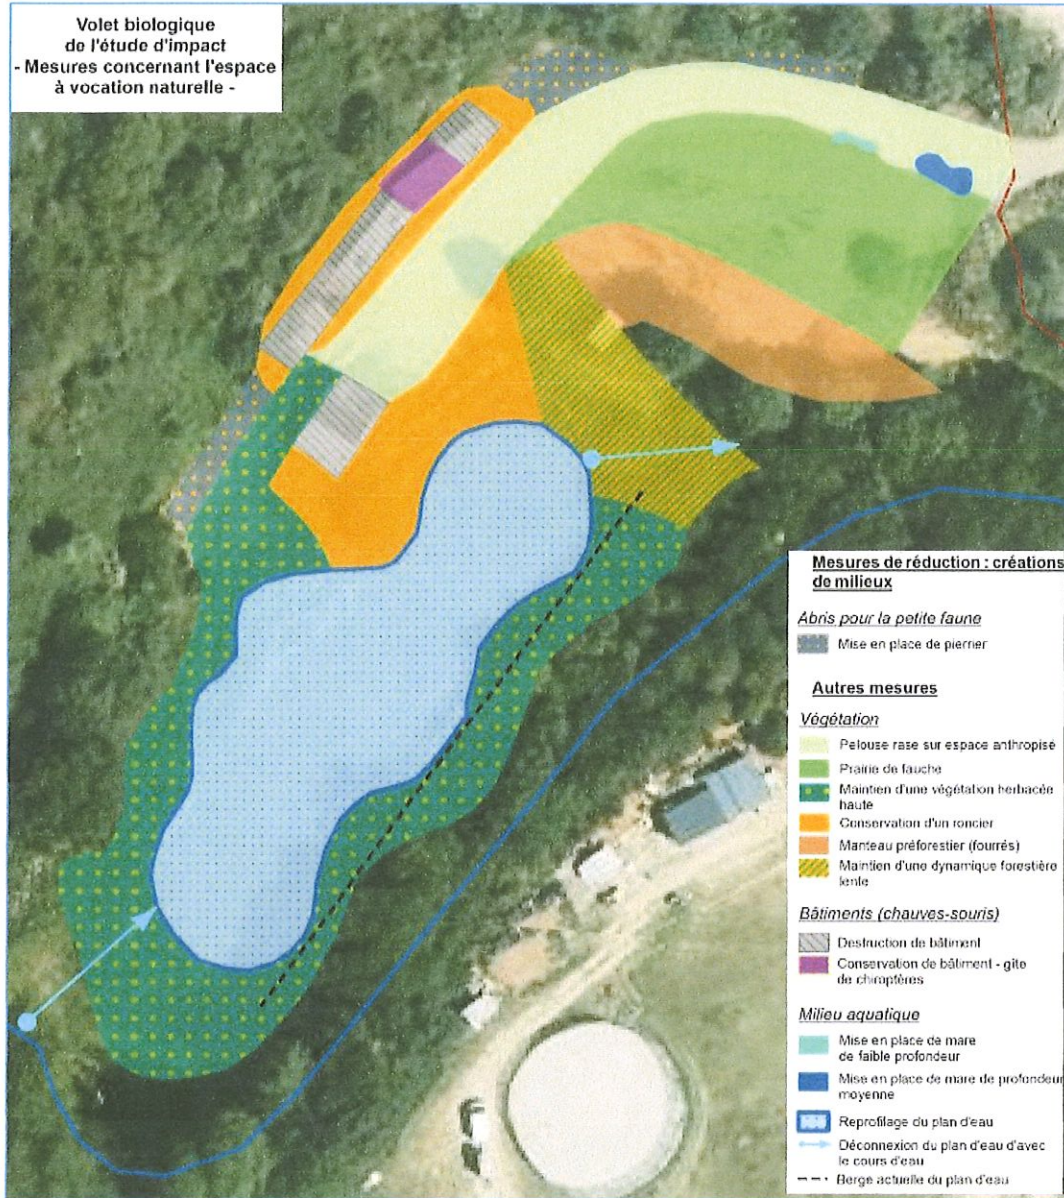 Volet biologique
de l'étude d'impact
- Mesures concernant l'espace
à vocation naturelle -
Mesures de réduction : créations
de milieux
Abris pour la petite faune
Mise en place de pierrier
Autres mesures
Végétation
Pelouse rase sur espace anthropisé
Prairie de fauche
Maintien d'une végétation herbacée
haute
Conservation d'un roncier
Manteau préforestier (fourrés)
Maintien d'une dynamique forestière
lente
Bâtiments (chauves-souris)
Destruction de bâtiment
Conservation de bâtiment - gîte
de chiroptères
Milieu aquatique
Mise en place de mare
de faible profondeur
Mise en place de mare de profondeur
moyenne
Reprofilage du plan d'eau
Déconnexion du plan d'eau d'avec
le cours d'eau
Berge actuelle du plan d'eau